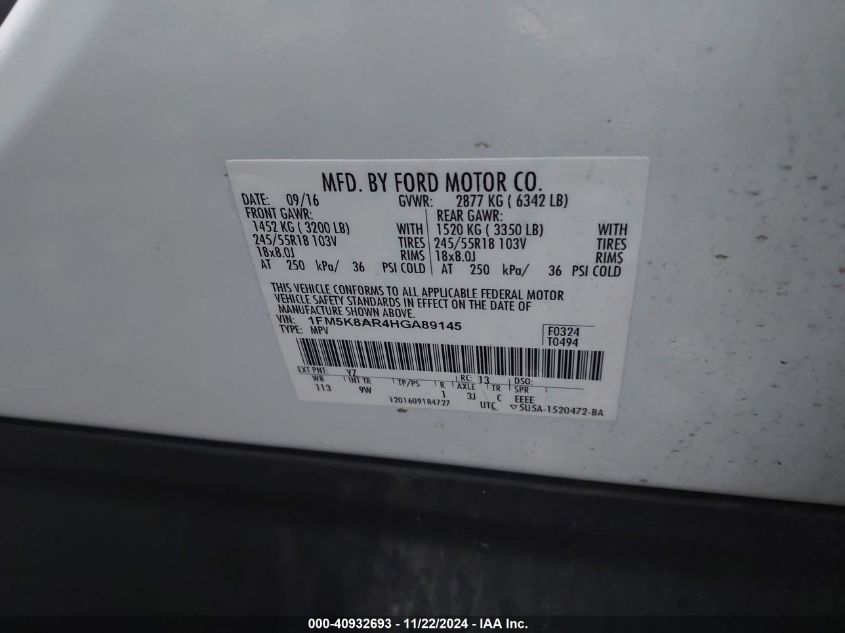 MFD. BY FORD MOTOR CO.
DATE: 09/16 GVWR: 2877 KG ( 6342 LB)
FRONT GAWR: REAR GAWR:
1452 KG ( 3200 LB) WITH 1520 KG ( 3350 LB) WITH
245/55R18 103V TIRES 245/55R18 103V TIRES
18x8.0J RIMS 18x8.0J RIMS
AT 250 kPa/ 36 PSI COLD AT 250 kPa/ 36 PSI COLD
THIS VEHICLE CONFORMS TO ALL APPLICABLE FEDERAL MOTOR
VEHICLE SAFETY STANDARDS IN EFFECT ON THE DATE OF
MANUFACTURE SHOWN ABOVE.
VIN: 1FM5K8AR4HGA89145 F0324
TYPE: MPV T0494
EXT PNT: YZ RC: 13 DSO:
WB INT TR TP/PS R AXLE TR SPR
113 9W 1 3J C EEEE
1201609184727 UTC ▽5U5A-1520472-BA
000-40932693 - 11/22/2024 - IAA Inc.